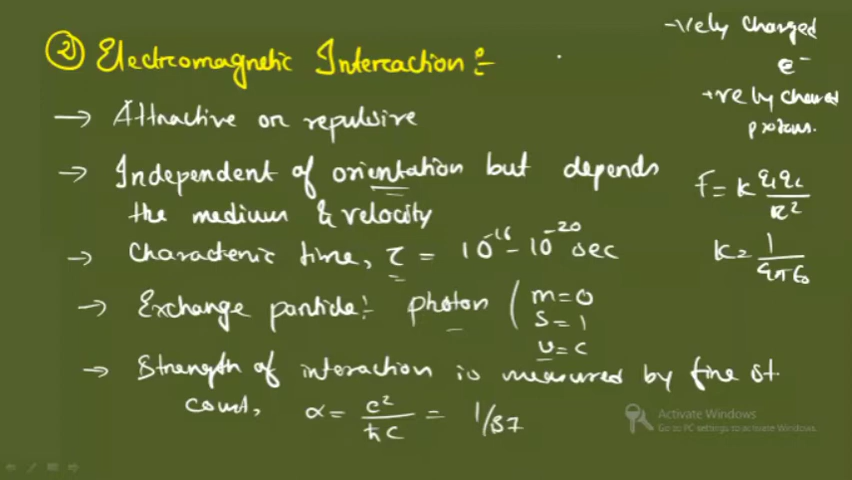 ② Electromagnetic Interaction :-
→ Attractive or repulsive
→ Independent of orientation but depends
the medium & velocity
→ Charactenic time, τ = 10^-16 - 10^-20 sec
→ Exchange particle :- photon ( m=0
s=1
v=c
→ Strength of interaction is measured by fine st.
const, α = e²/ħc = 1/137
-vely charged
e⁻
+vely charged
protons.
F = k q₁q₂/r²
k = 1/4πε₀
Activate Windows
Go to PC settings to activate Windows.